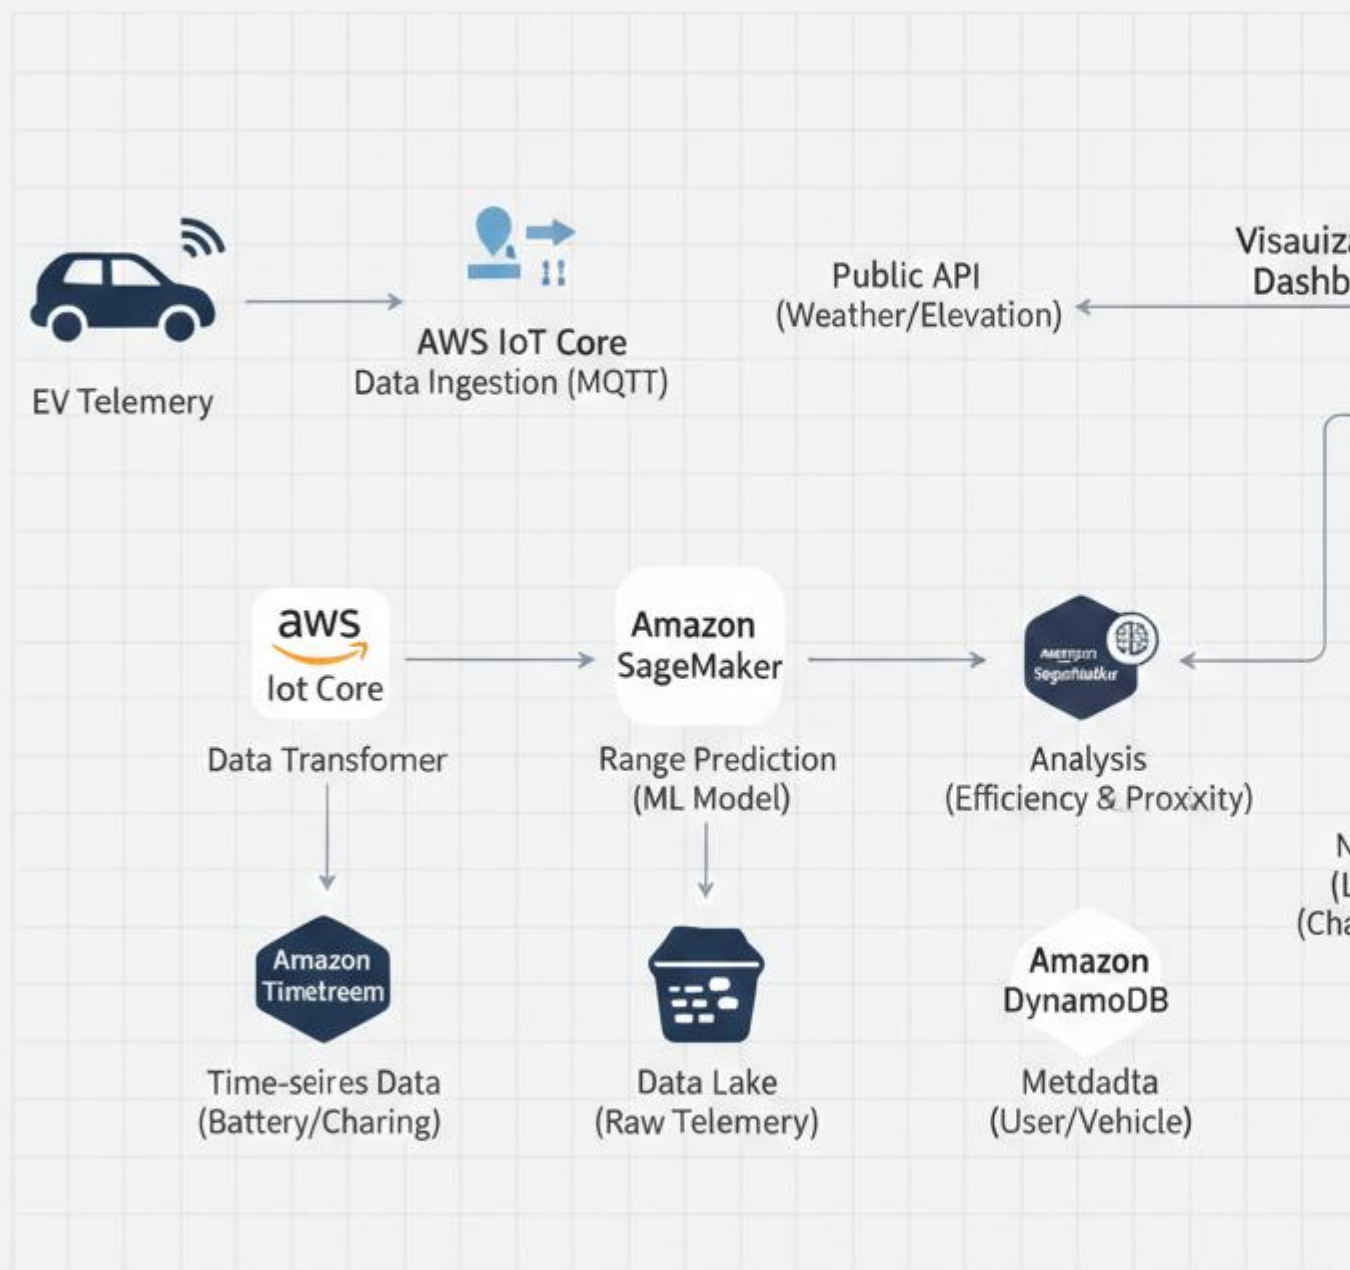 Visauiza
Dashb
Public API
(Weather/Elevation)
AWS IoT Core
Data Ingestion (MQTT)
EV Telemery
aws
Iot Core
Amazon
SageMaker
Data Transfomer
Range Prediction
(ML Model)
Analysis
(Efficiency & Proxxity)
N
(L
(Cha
Amazon
Timetreem
Amazon
DynamoDB
Time-seires Data
(Battery/Charing)
Data Lake
(Raw Telemery)
Metdadta
(User/Vehicle)